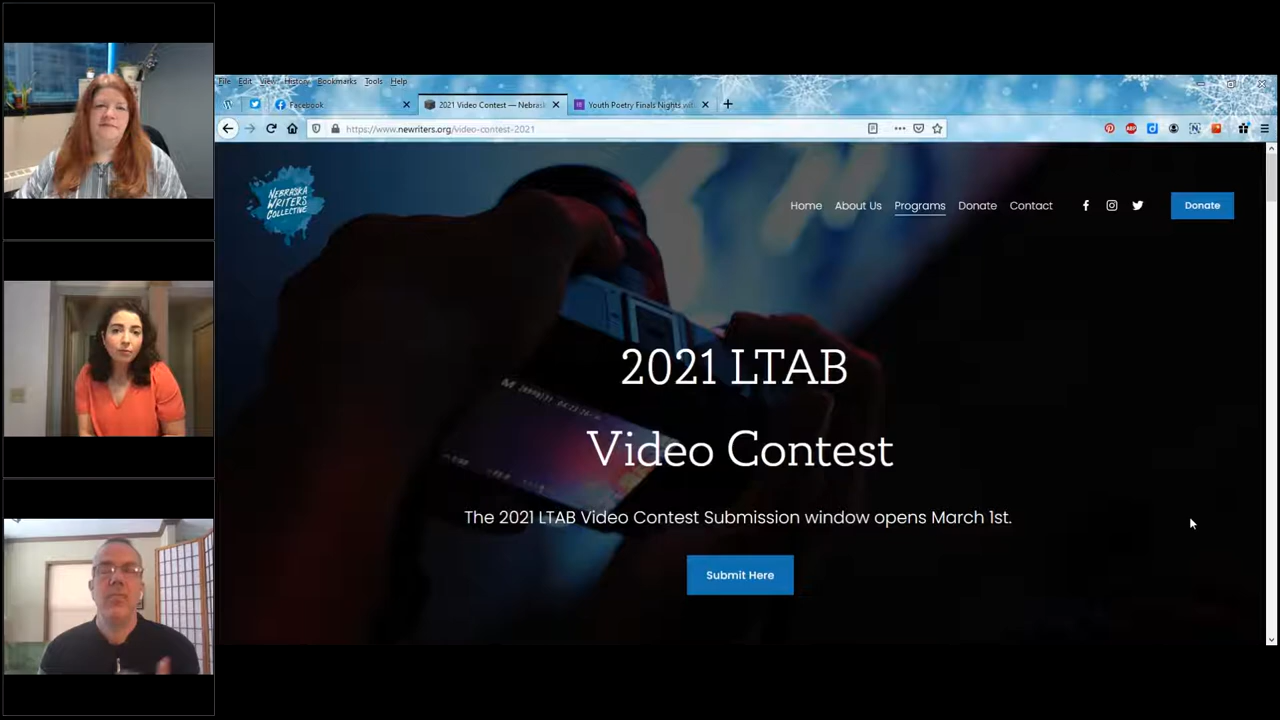 File Edit View History Bookmarks Tools Help
Facebook
2021 Video Contest — Nebrask
Youth Poetry Finals Nights wit
https://www.newriters.org/video-contest-2021
NEBRASKA
WRITERS
COLLECTIVE
Home About Us Programs Donate Contact
Donate
2021 LTAB
Video Contest
The 2021 LTAB Video Contest Submission window opens March 1st.
Submit Here